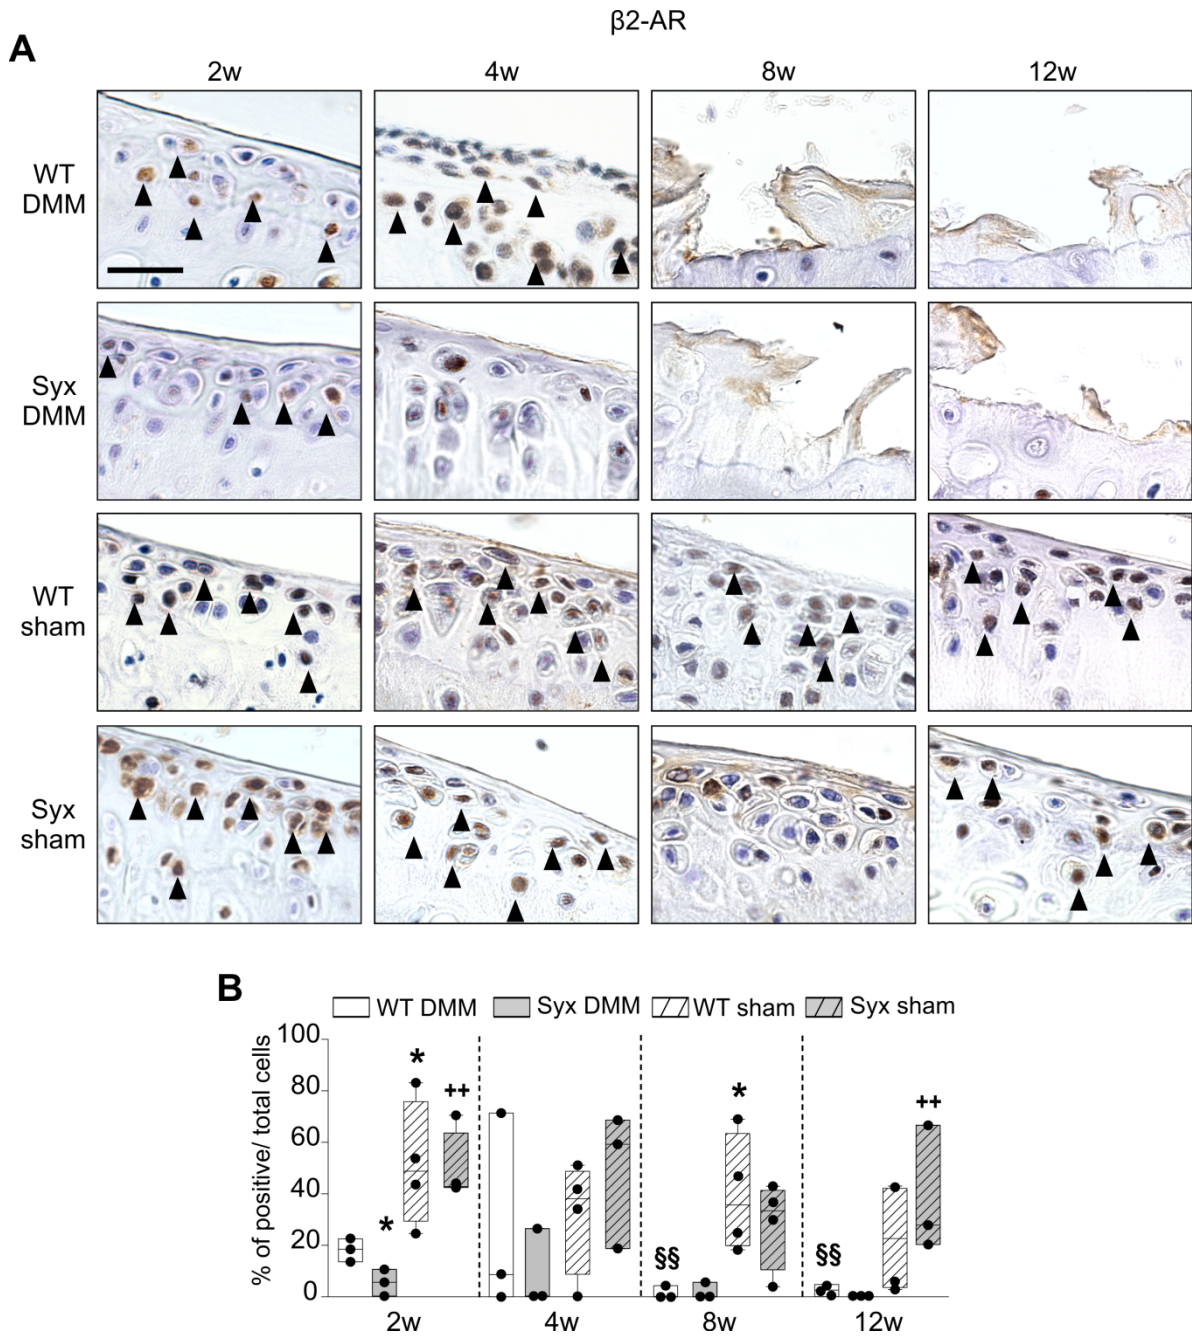 β2-AR
A
2w 4w 8w 12w
WT
DMM
Syx
DMM
WT
sham
Syx
sham
B
WT DMM Syx DMM WT sham Syx sham
% of positive/ total cells
100
80
60
40
20
0
* * ++
§§ *
§§ ++
2w 4w 8w 12w